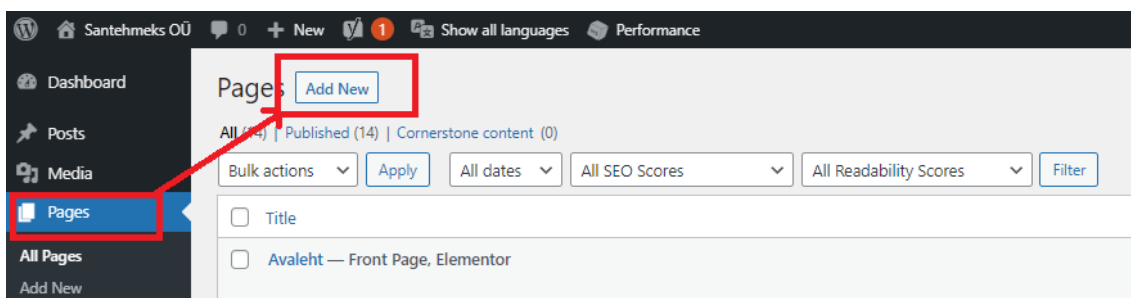 Santehmeks OÜ 0 + New 1 Show all languages Performance
Dashboard
Pages Add New
Posts
All (14) | Published (14) | Cornerstone content (0)
Media
Bulk actions Apply All dates All SEO Scores All Readability Scores Filter
Pages
Title
All Pages
Avaleht — Front Page, Elementor
Add New